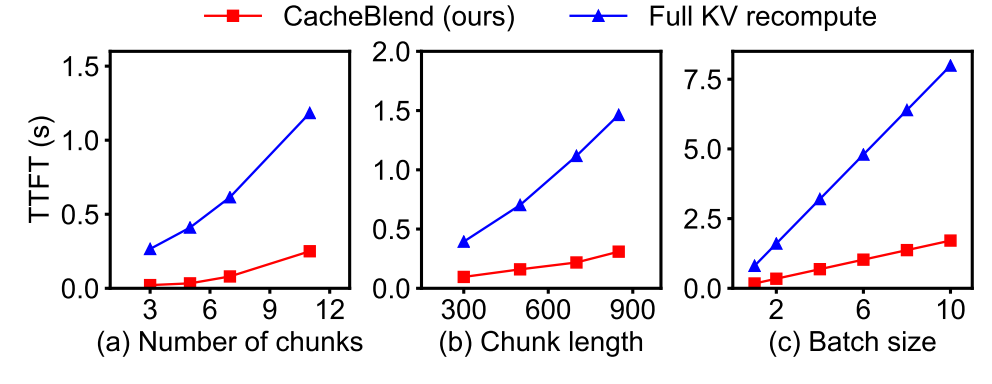 CacheBlend (ours) Full KV recompute
TTFT (s)
1.5
1.0
0.5
0.0
3 6 9 12
(a) Number of chunks
2.0
1.5
1.0
0.5
0.0
300 600 900
(b) Chunk length
7.5
5.0
2.5
0.0
2 6 10
(c) Batch size